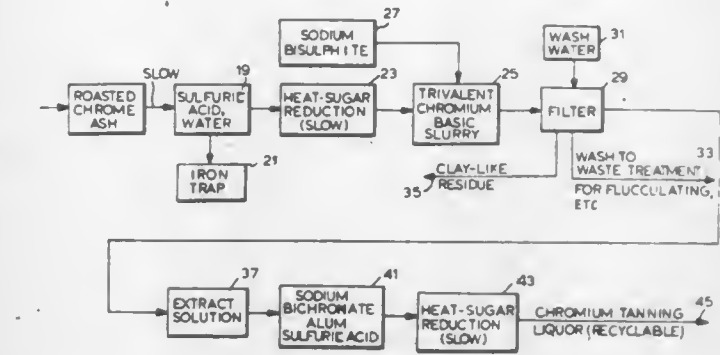 27
SODIUM
BISULPHITE
WASH
WATER
31
SLOW
19
23
25
29
ROASTED
CHROME
ASH
SULFURIC
ACID,
WATER
HEAT-SUGAR
REDUCTION
(SLOW)
TRIVALENT
CHROMIUM
BASIC
SLURRY
FILTER
21
IRON
TRAP
35
CLAY-LIKE
RESIDUE
WASH TO
WASTE TREATMENT
FOR FLUCCULATING,
ETC
33
37
EXTRACT
SOLUTION
41
SODIUM
BICHROMATE
ALUM
SULFURIC ACID
43
HEAT-SUGAR
REDUCTION
(SLOW)
CHROMIUM TANNING
LIQUOR (RECYCLABLE)
45